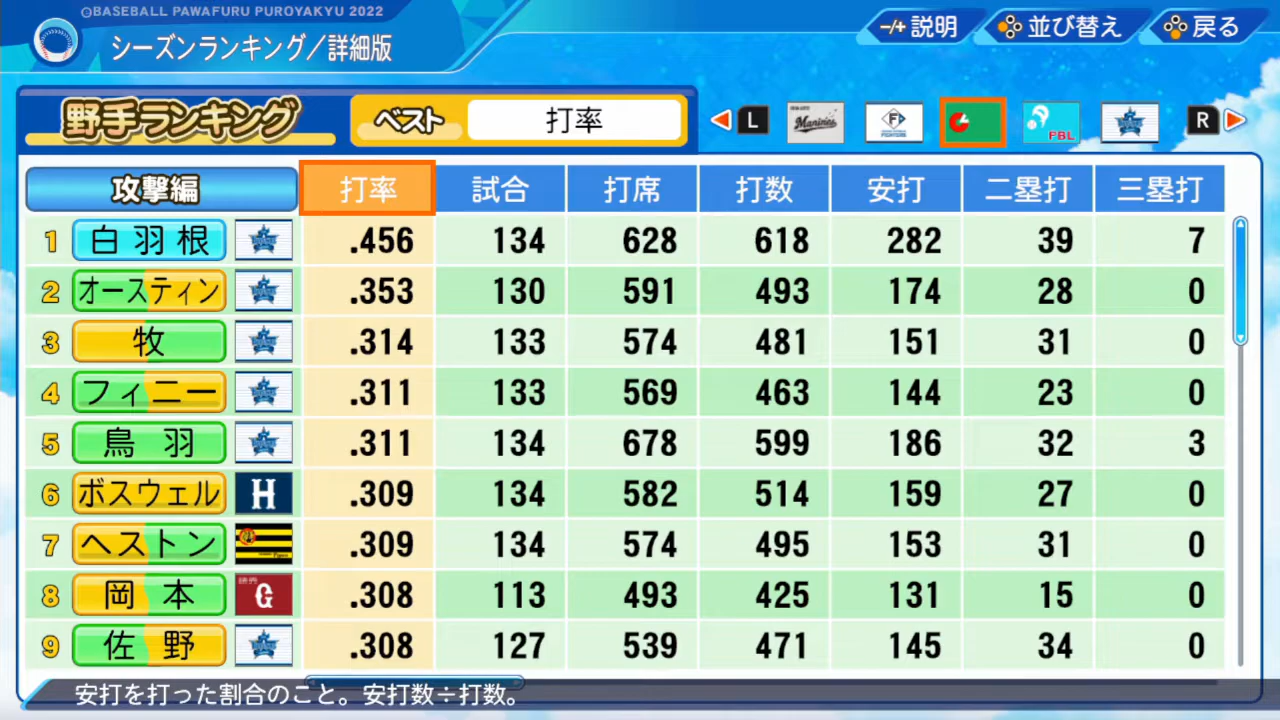 ©BASEBALL PAWAFURU PUROYAKYU 2022
シーズンランキング/詳細版
-/+ 説明 並び替え 戻る
野手ランキング ベスト 打率 L Marines F FIGHTERS PBL R
攻撃編 打率 試合 打席 打数 安打 二塁打 三塁打
1 白羽根 .456 134 628 618 282 39 7
2 オースティン .353 130 591 493 174 28 0
3 牧 .314 133 574 481 151 31 0
4 フィニー .311 133 569 463 144 23 0
5 鳥羽 .311 134 678 599 186 32 3
6 ボスウェル H .309 134 582 514 159 27 0
7 ヘストン .309 134 574 495 153 31 0
8 岡本 G .308 113 493 425 131 15 0
9 佐野 .308 127 539 471 145 34 0
安打を打った割合のこと。安打数÷打数。